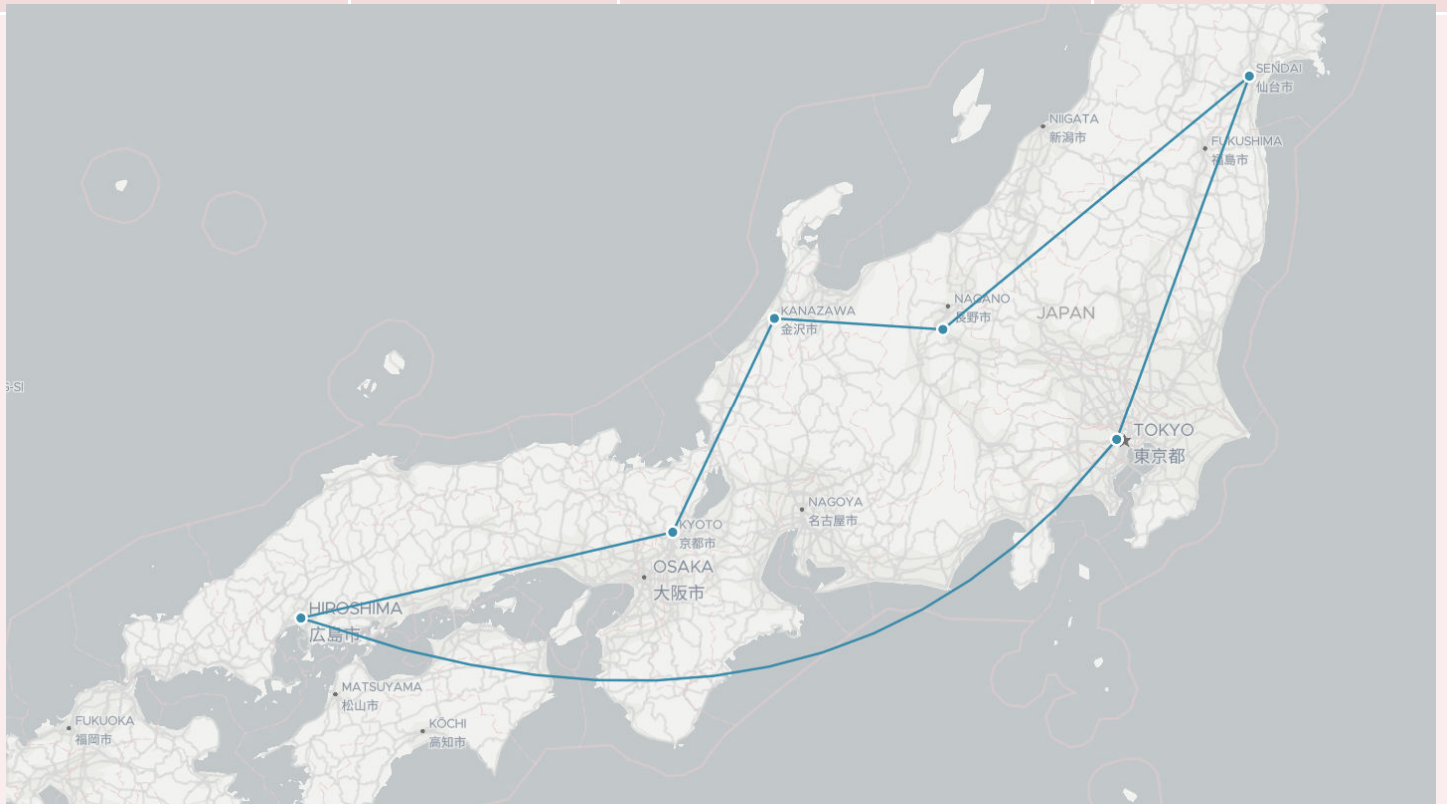 SENDAI
仙台市
NIIGATA
新潟市
FUKUSHIMA
福島市
KANAZAWA
金沢市
NAGANO
長野市
JAPAN
TOKYO
東京都
NAGOYA
名古屋市
KYOTO
京都市
OSAKA
大阪市
HIROSHIMA
広島市
MATSUYAMA
松山市
FUKUOKA
福岡市
KŌCHI
高知市